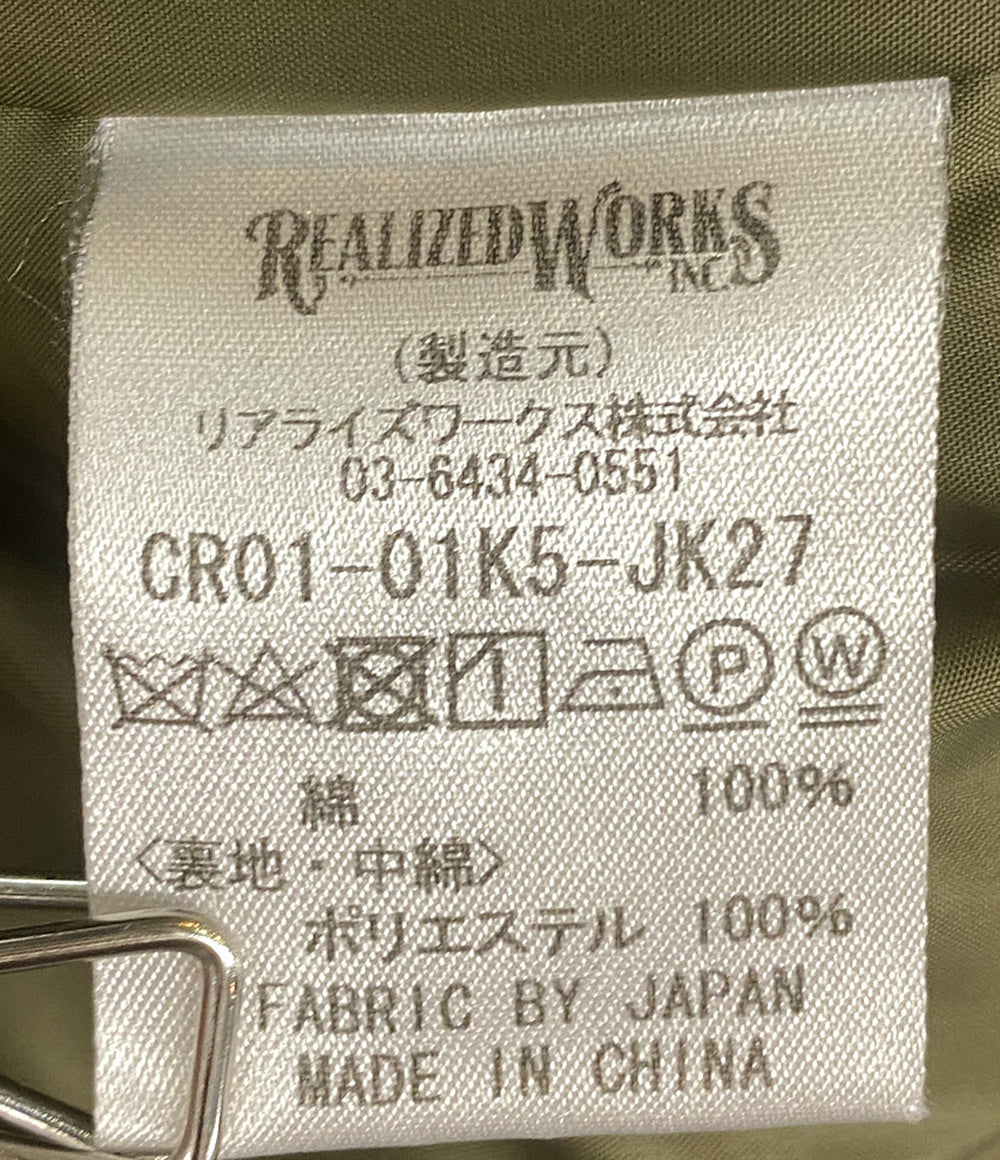 REALIZEDWORKS INC.
(製造元)
リアライズワークス株式会社
03-6434-0551
CR01-01K5-JK27
P W
綿 100%
〈裏地・中綿〉
ポリエステル 100%
FABRIC BY JAPAN
MADE IN CHINA